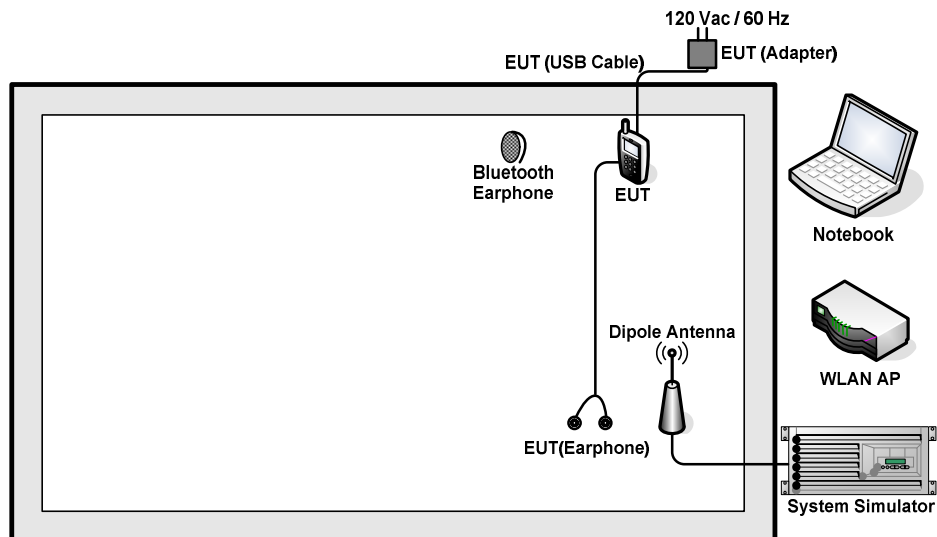 120 Vac / 60 Hz
EUT (USB Cable)
EUT (Adapter)
Bluetooth
Earphone
EUT
Notebook
Dipole Antenna
WLAN AP
EUT(Earphone)
System Simulator